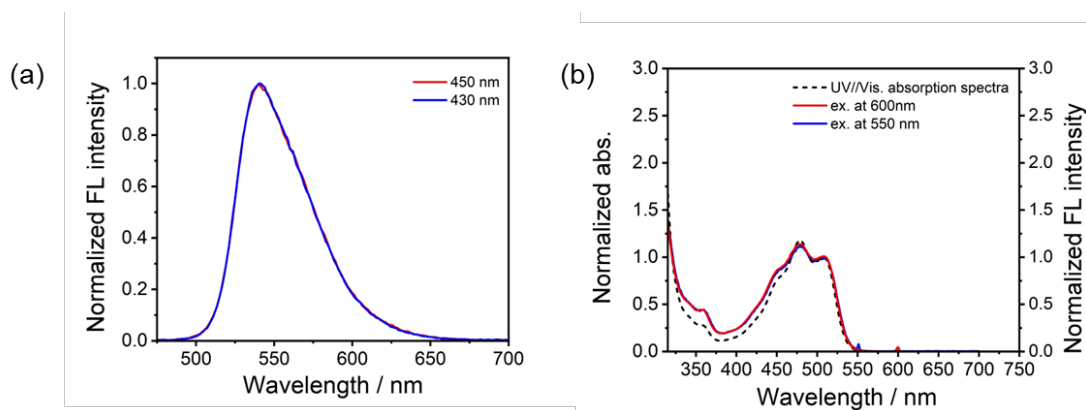 (a)
Normalized FL intensity
1.0
0.8
0.6
0.4
0.2
0.0
450 nm
430 nm
500 550 600 650 700
Wavelength / nm
(b)
Normalized abs.
3.0
2.5
2.0
1.5
1.0
0.5
0.0
UV//Vis. absorption spectra
ex. at 600nm
ex. at 550 nm
3.0
2.5
2.0
1.5
1.0
0.5
0.0
Normalized FL intensity
350 400 450 500 550 600 650 700 750
Wavelength / nm